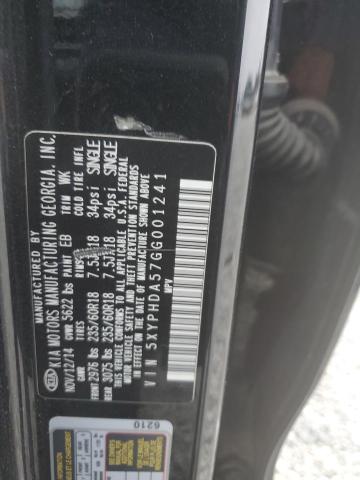 MANUFACTURED BY
KIA MOTORS MANUFACTURING GEORGIA, INC.
KIA
NOV/12/14 GVWR 5622 lbs PAINT EB TRIM WK
TIRES RIMS COLD TIRE INFL
FRONT 2976 lbs 235/60R18 7.5JX18 34psi SINGLE
REAR 3075 lbs 235/60R18 7.5JX18 34psi SINGLE
THIS VEHICLE CONFORMS TO ALL APPLICABLE U.S.A. FEDERAL
MOTOR VEHICLE SAFETY, BUMPER, AND THEFT PREVENTION
STANDARDS IN EFFECT ON THE DATE OF MANUFACTURE
SHOWN ABOVE.
VIN 5XYPHDA57GG001241
MPV
6210